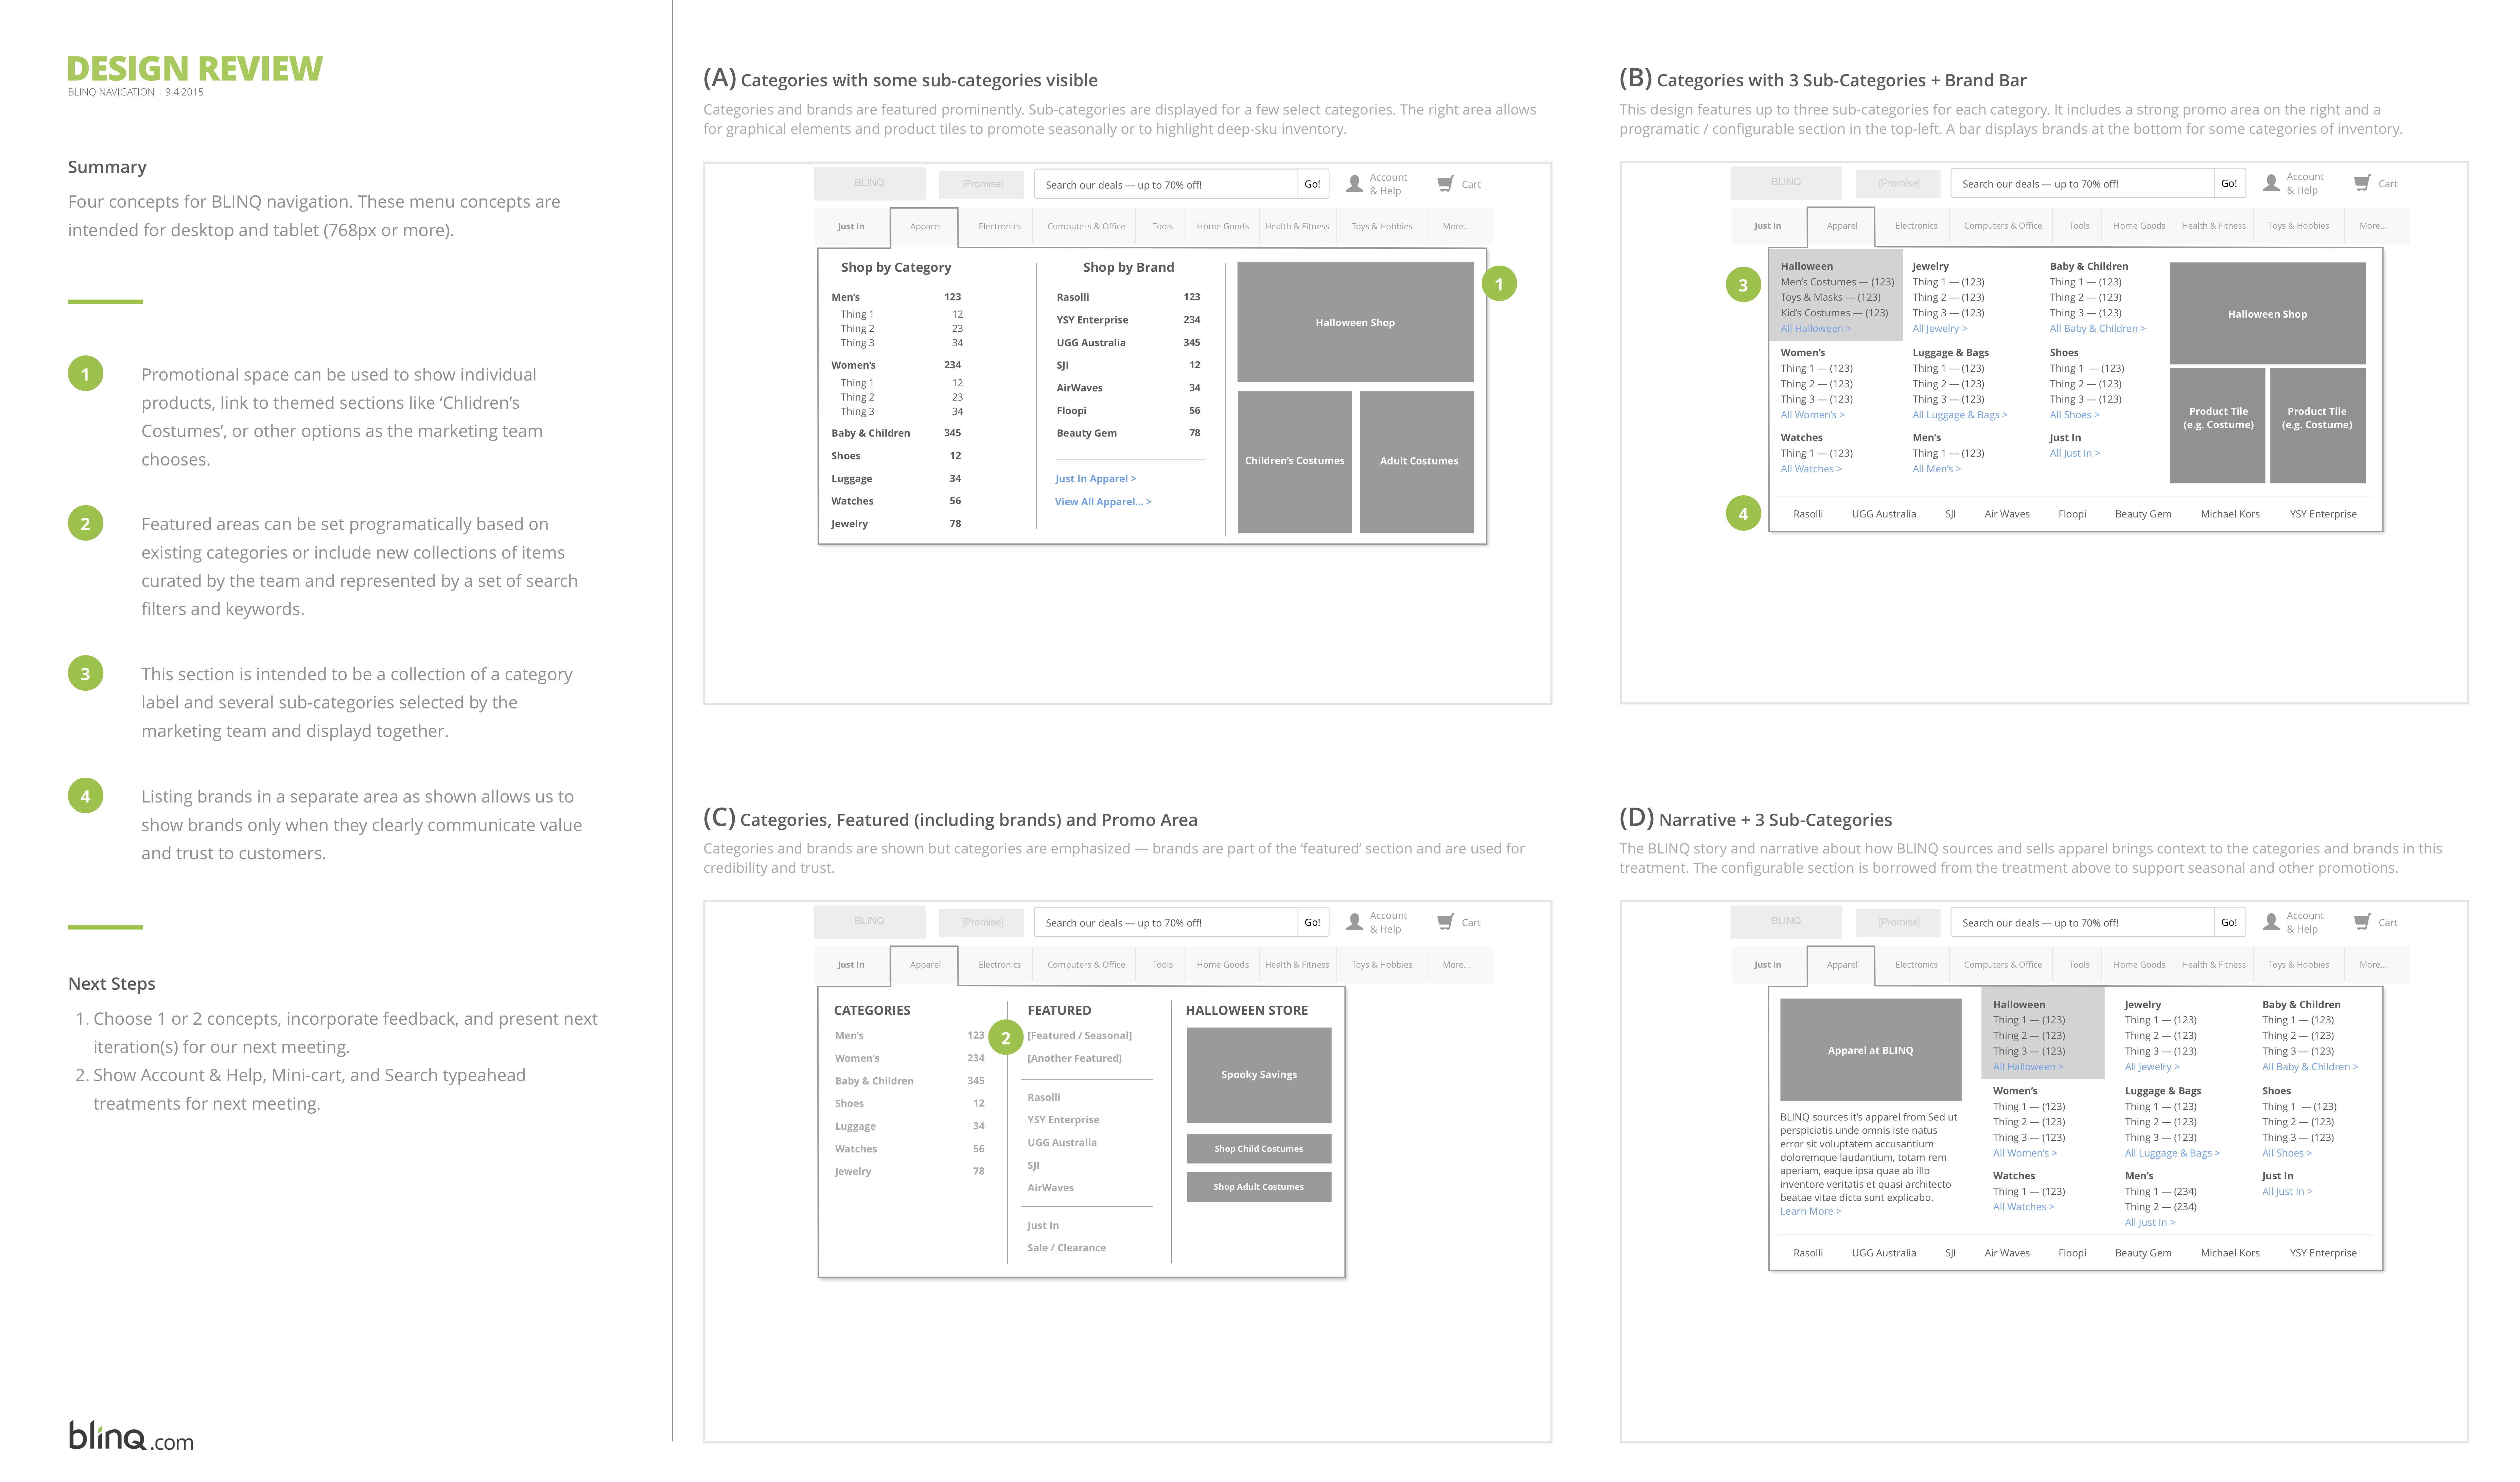 DESIGN REVIEW
BLINQ NAVIGATION | 9.4.2015
Summary
Four concepts for BLINQ navigation. These menu concepts are
intended for desktop and tablet (768px or more).
1
Promotional space can be used to show individual
products, link to themed sections like ‘Chlidren’s
Costumes’, or other options as the marketing team
chooses.
2
Featured areas can be set programatically based on
existing categories or include new collections of items
curated by the team and represented by a set of search
filters and keywords.
3
This section is intended to be a collection of a category
label and several sub-categories selected by the
marketing team and displayd together.
4
Listing brands in a separate area as shown allows us to
show brands only when they clearly communicate value
and trust to customers.
Next Steps
1. Choose 1 or 2 concepts, incorporate feedback, and present next
iteration(s) for our next meeting.
2. Show Account & Help, Mini-cart, and Search typeahead
treatments for next meeting.
blinq.com
(A) Categories with some sub-categories visible
Categories and brands are featured prominently. Sub-categories are displayed for a few select categories. The right area allows
for graphical elements and product tiles to promote seasonally or to highlight deep-sku inventory.
BLINQ [Promise] Search our deals — up to 70% off! Go! Account
& Help Cart
Just In Apparel Electronics Computers & Office Tools Home Goods Health & Fitness Toys & Hobbies More...
Shop by Category
Men’s 123
Thing 1 12
Thing 2 23
Thing 3 34
Women’s 234
Thing 1 12
Thing 2 23
Thing 3 34
Baby & Children 345
Shoes 12
Luggage 34
Watches 56
Jewelry 78
Shop by Brand
Rasolli 123
YSY Enterprise 234
UGG Australia 345
SJI 12
AirWaves 34
Floopi 56
Beauty Gem 78
Just In Apparel >
View All Apparel... >
Halloween Shop
1
Children’s Costumes Adult Costumes
(B) Categories with 3 Sub-Categories + Brand Bar
This design features up to three sub-categories for each category. It includes a strong promo area on the right and a
programatic / configurable section in the top-left. A bar displays brands at the bottom for some categories of inventory.
BLINQ [Promise] Search our deals — up to 70% off! Go! Account
& Help Cart
Just In Apparel Electronics Computers & Office Tools Home Goods Health & Fitness Toys & Hobbies More...
3
Halloween Jewelry Baby & Children
Men’s Costumes — (123) Thing 1 — (123) Thing 1 — (123)
Toys & Masks — (123) Thing 2 — (123) Thing 2 — (123)
Kid’s Costumes — (123) Thing 3 — (123) Thing 3 — (123)
All Halloween > All Jewelry > All Baby & Children >
Women’s Luggage & Bags Shoes
Thing 1 — (123) Thing 1 — (123) Thing 1 — (123)
Thing 2 — (123) Thing 2 — (123) Thing 2 — (123)
Thing 3 — (123) Thing 3 — (123) Thing 3 — (123)
All Women’s > All Luggage & Bags > All Shoes >
Watches Men’s Just In
Thing 1 — (123) Thing 1 — (123) All Just In >
All Watches > All Men’s >
Halloween Shop
Product Tile
(e.g. Costume)
Product Tile
(e.g. Costume)
4
Rasolli UGG Australia SJI Air Waves Floopi Beauty Gem Michael Kors YSY Enterprise
(C) Categories, Featured (including brands) and Promo Area
Categories and brands are shown but categories are emphasized — brands are part of the ‘featured’ section and are used for
credibility and trust.
BLINQ [Promise] Search our deals — up to 70% off! Go! Account
& Help Cart
Just In Apparel Electronics Computers & Office Tools Home Goods Health & Fitness Toys & Hobbies More...
CATEGORIES
Men’s 123
Women’s 234
Baby & Children 345
Shoes 12
Luggage 34
Watches 56
Jewelry 78
2
FEATURED
[Featured / Seasonal]
[Another Featured]
Rasolli
YSY Enterprise
UGG Australia
SJI
AirWaves
Just In
Sale / Clearance
HALLOWEEN STORE
Spooky Savings
Shop Child Costumes
Shop Adult Costumes
(D) Narrative + 3 Sub-Categories
The BLINQ story and narrative about how BLINQ sources and sells apparel brings context to the categories and brands in this
treatment. The configurable section is borrowed from the treatment above to support seasonal and other promotions.
BLINQ [Promise] Search our deals — up to 70% off! Go! Account
& Help Cart
Just In Apparel Electronics Computers & Office Tools Home Goods Health & Fitness Toys & Hobbies More...
Apparel at BLINQ
BLINQ sources it’s apparel from Sed ut
perspiciatis unde omnis iste natus
error sit voluptatem accusantium
doloremque laudantium, totam rem
aperiam, eaque ipsa quae ab illo
inventore veritatis et quasi architecto
beatae vitae dicta sunt explicabo.
Learn More >
Halloween Jewelry Baby & Children
Thing 1 — (123) Thing 1 — (123) Thing 1 — (123)
Thing 2 — (123) Thing 2 — (123) Thing 2 — (123)
Thing 3 — (123) Thing 3 — (123) Thing 3 — (123)
All Halloween > All Jewelry > All Baby & Children >
Women’s Luggage & Bags Shoes
Thing 1 — (123) Thing 1 — (123) Thing 1 — (123)
Thing 2 — (123) Thing 2 — (123) Thing 2 — (123)
Thing 3 — (123) Thing 3 — (123) Thing 3 — (123)
All Women’s > All Luggage & Bags > All Shoes >
Watches Men’s Just In
Thing 1 — (123) Thing 1 — (234) All Just In >
All Watches > Thing 2 — (234)
All Just In >
Rasolli UGG Australia SJI Air Waves Floopi Beauty Gem Michael Kors YSY Enterprise